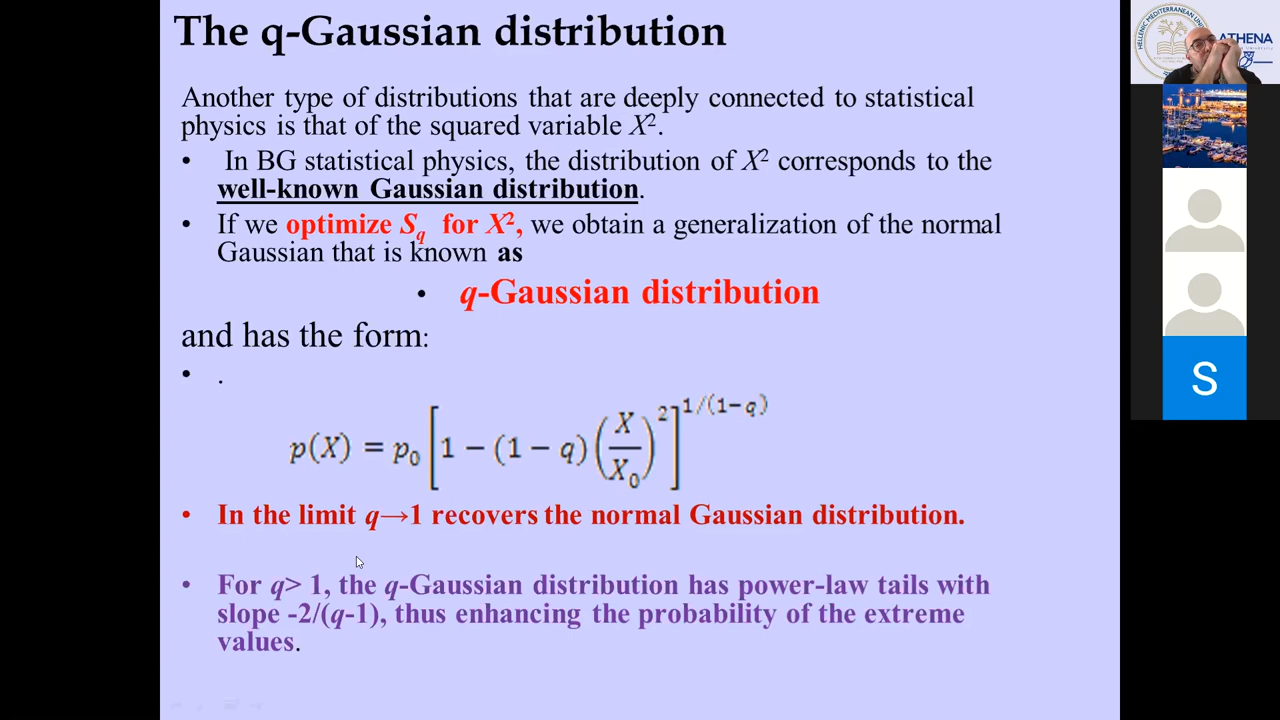 The q-Gaussian distribution
Another type of distributions that are deeply connected to statistical
physics is that of the squared variable X².
• In BG statistical physics, the distribution of X² corresponds to the
well-known Gaussian distribution.
• If we optimize Sq for X², we obtain a generalization of the normal
Gaussian that is known as
• q-Gaussian distribution
and has the form:
• .
p(X) = p₀ [1 − (1 − q) (X/X₀)²]^1/(1−q)
• In the limit q→1 recovers the normal Gaussian distribution.
• For q> 1, the q-Gaussian distribution has power-law tails with
slope -2/(q-1), thus enhancing the probability of the extreme
values.
HELLENIC MEDITERRANEAN
ATHENA
S